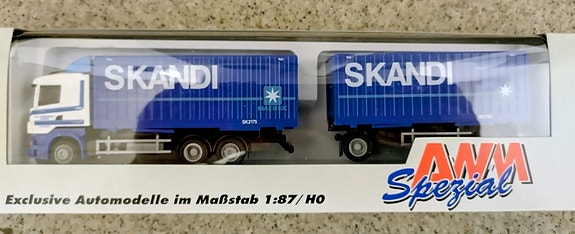 SKANDI
SKANDI
MAERSK
SK2175
AWM
Spezial
Exclusive Automodelle im Maßstab 1:87/H0